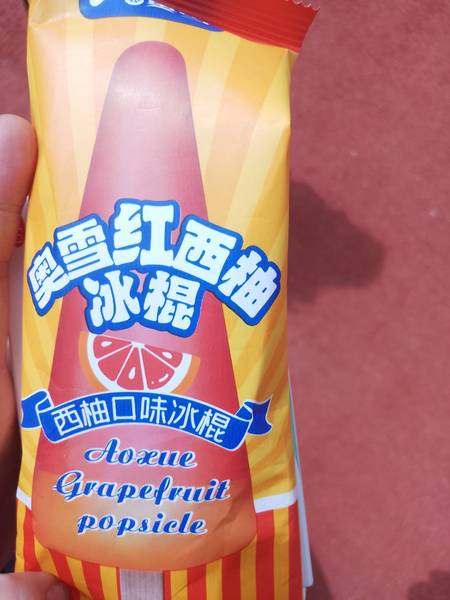 奥雪红西柚
冰棍
西柚口味冰棍
Aoxue
Grapefruit
popsicle